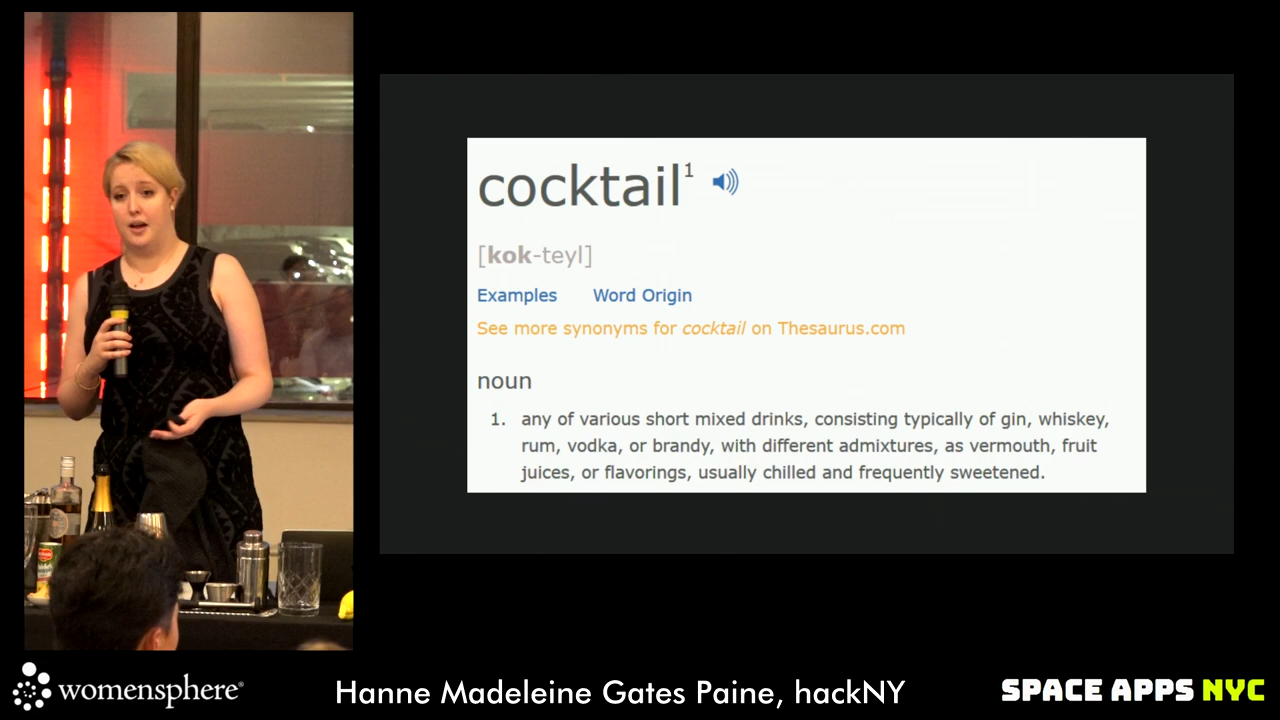 cocktail¹
[kok-teyl]
Examples Word Origin
See more synonyms for cocktail on Thesaurus.com
noun
1. any of various short mixed drinks, consisting typically of gin, whiskey,
rum, vodka, or brandy, with different admixtures, as vermouth, fruit
juices, or flavorings, usually chilled and frequently sweetened.
womensphere®
Hanne Madeleine Gates Paine, hackNY
SPACE APPS NYC